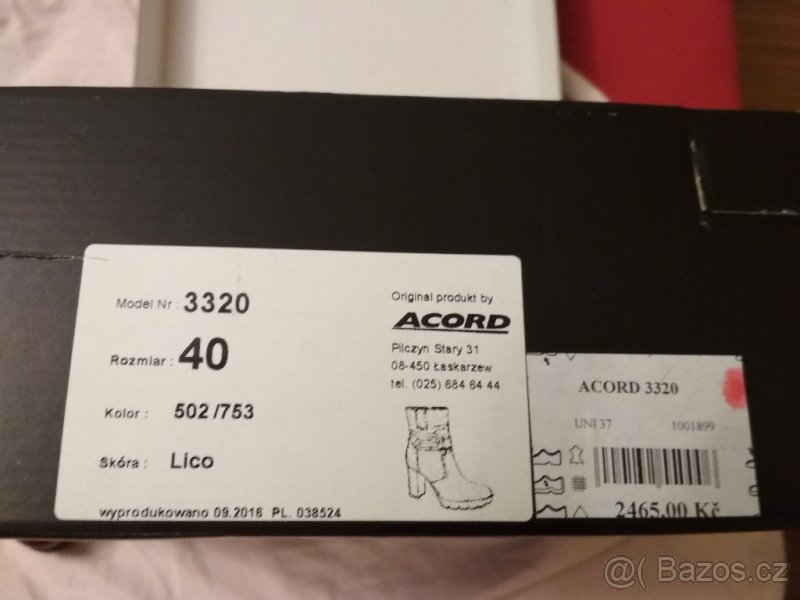 Model Nr : 3320
Rozmiar : 40
Kolor : 502/753
Skóra : Lico
wyprodukowano 09.2016 PL. 038524
Original produkt by
ACORD
Pilczyn Stary 31
08-450 Łaskarzew
tel. (025) 684 64 44
ACORD 3320
UNI 37 1001899
2465,00 Kč
@( Bazos.cz